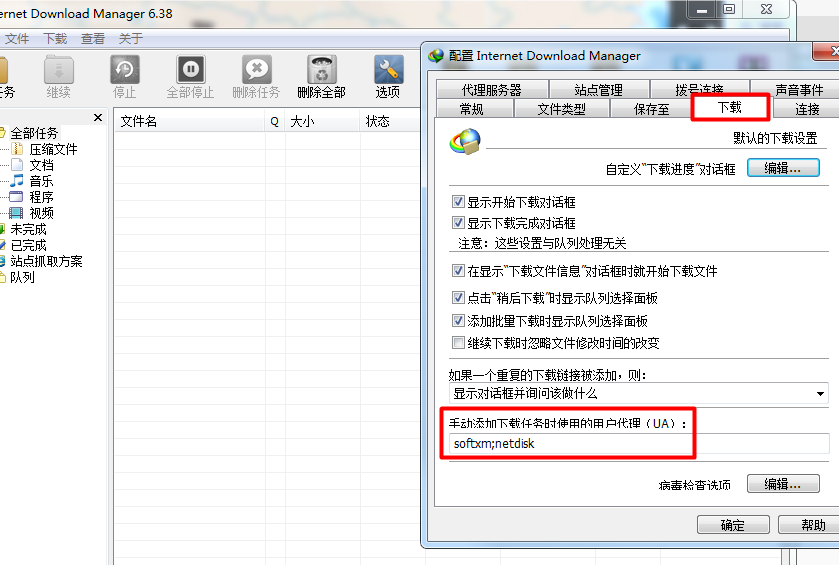 ernet Download Manager 6.38
文件 下载 查看 关于
任务 继续 停止 全部停止 删除任务 删除全部 选项
全部任务
压缩文件
文档
音乐
程序
视频
未完成
已完成
站点抓取方案
队列
文件名 Q 大小 状态
配置 Internet Download Manager
代理服务器 站点管理 拨号连接 声音事件
常规 文件类型 保存至 下载 连接
默认的下载设置
自定义“下载进度”对话框 编辑...
显示开始下载对话框
显示下载完成对话框
注意：这些设置与队列处理无关
在显示“下载文件信息”对话框时就开始下载文件
点击“稍后下载”时显示队列选择面板
添加批量下载时显示队列选择面板
继续下载时忽略文件修改时间的改变
如果一个重复的下载链接被添加，则：
显示对话框并询问该做什么
手动添加下载任务时使用的用户代理（UA）：
softxm;netdisk
病毒检查选项 编辑...
确定 帮助